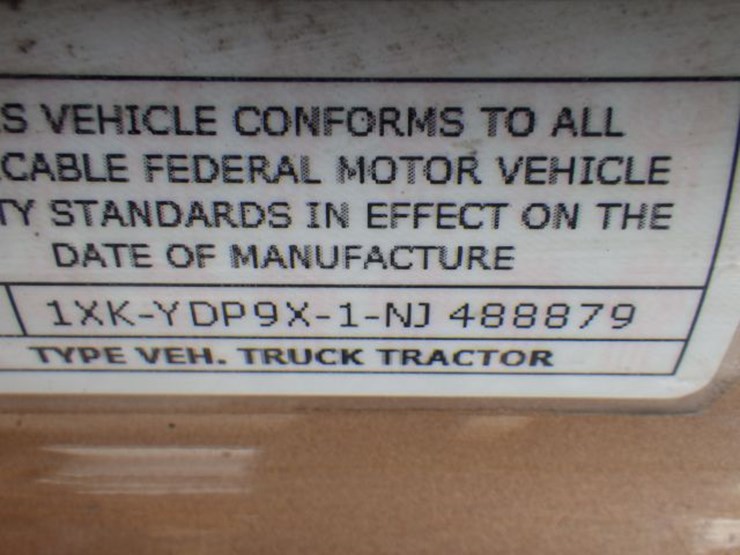 S VEHICLE CONFORMS TO ALL
CABLE FEDERAL MOTOR VEHICLE
TY STANDARDS IN EFFECT ON THE
DATE OF MANUFACTURE
1XK-YDP9X-1-NJ 488879
TYPE VEH. TRUCK TRACTOR